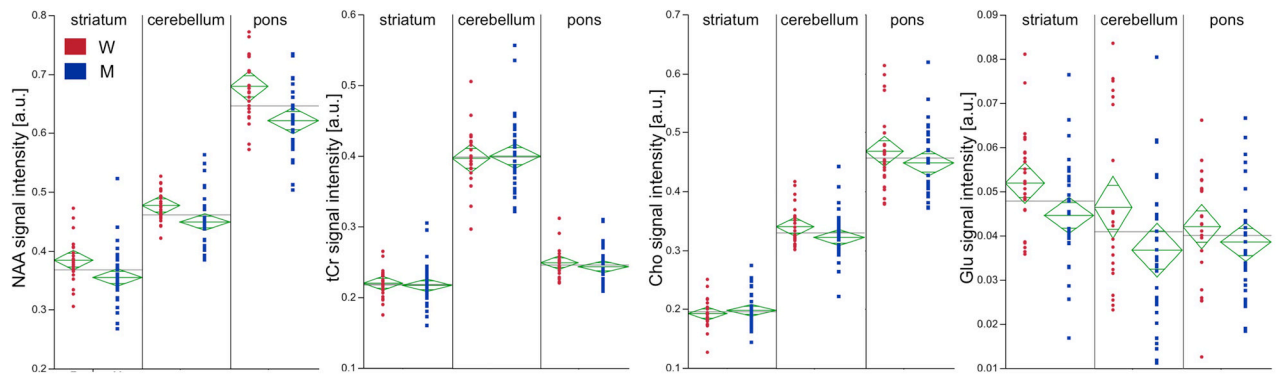 striatum cerebellum pons
W
M
NAA signal intensity [a.u.]
0.8
0.7
0.6
0.5
0.4
0.3
0.2
striatum cerebellum pons
tCr signal intensity [a.u.]
0.6
0.5
0.4
0.3
0.2
0.1
striatum cerebellum pons
Cho signal intensity [a.u.]
0.7
0.6
0.5
0.4
0.3
0.2
0.1
striatum cerebellum pons
Glu signal intensity [a.u.]
0.09
0.08
0.07
0.06
0.05
0.04
0.03
0.02
0.01